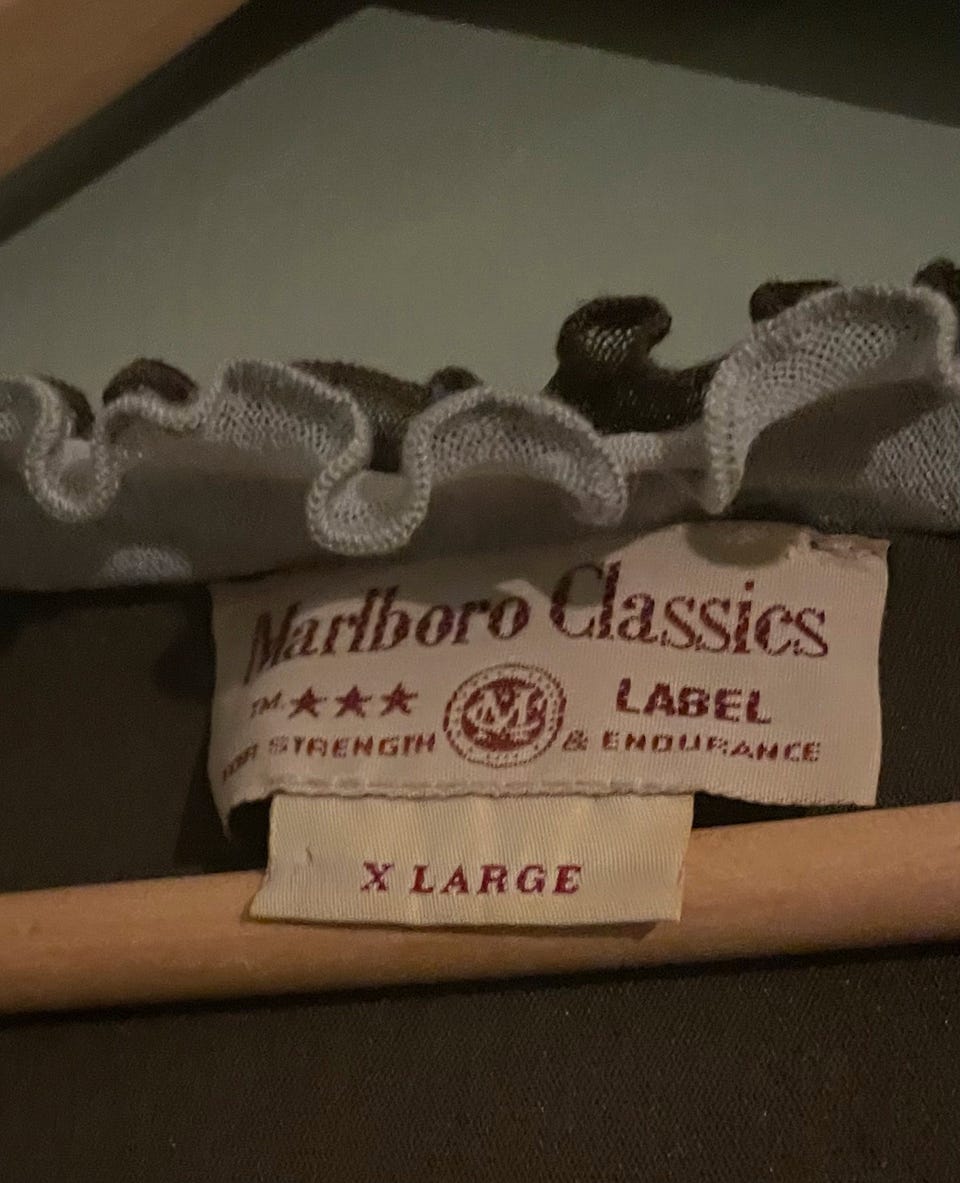 Marlboro Classics
TM ★★★ M LABEL
FOR STRENGTH & ENDURANCE
X LARGE